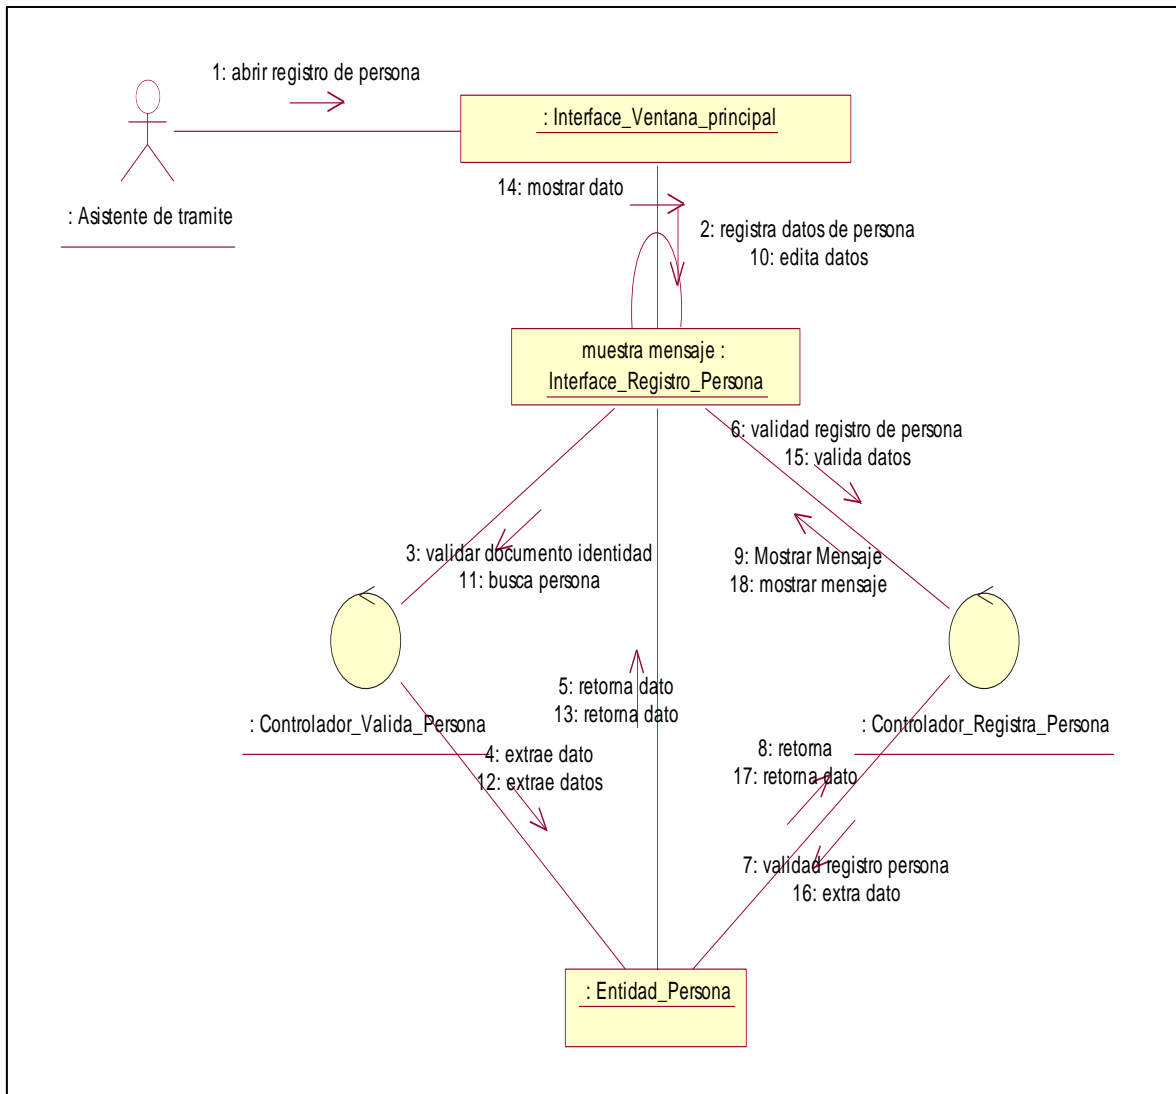 1: abrir registro de persona
: Interface_Ventana_principal
14: mostrar dato
: Asistente de tramite
2: registra datos de persona
10: edita datos
muestra mensaje :
Interface_Registro_Persona
6: validad registro de persona
15: valida datos
3: validar documento identidad
11: busca persona
9: Mostrar Mensaje
18: mostrar mensaje
5: retorna dato
13: retorna dato
: Controlador_Valida_Persona
: Controlador_Registra_Persona
4: extrae dato
12: extrae datos
8: retorna
17: retorna dato
7: validad registro persona
16: extra dato
: Entidad_Persona